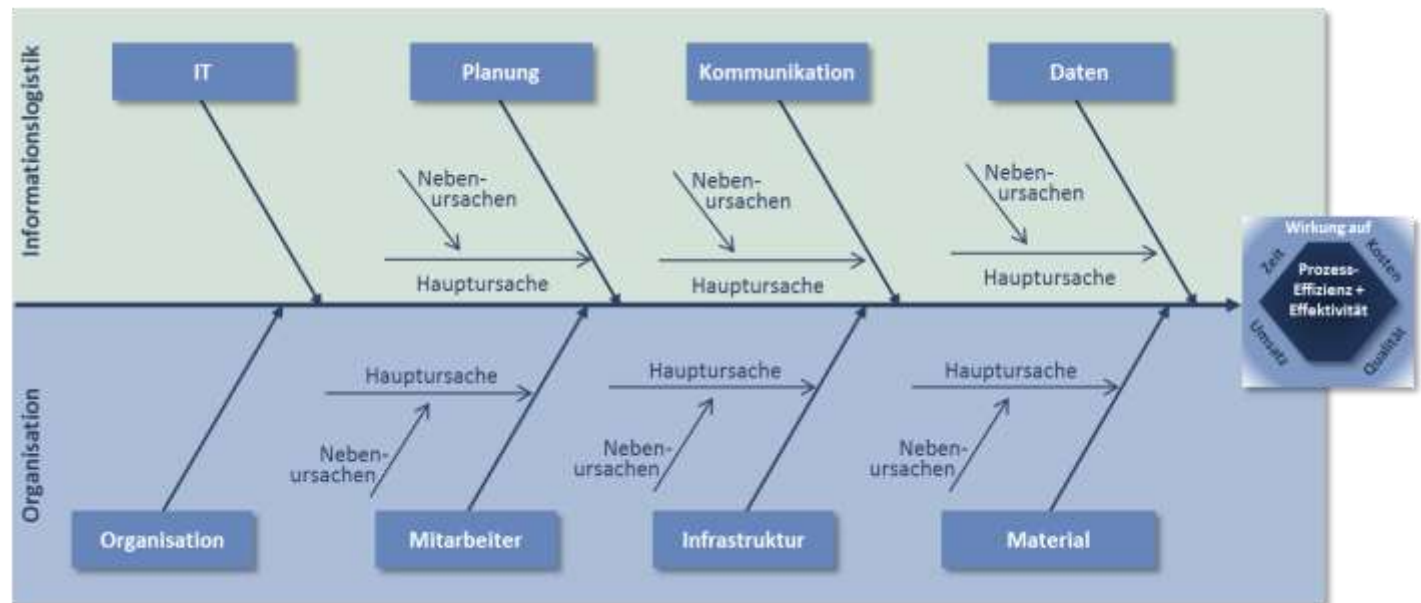 Informationslogistik
IT
Planung
Kommunikation
Daten
Neben-
ursachen
Hauptursache
Neben-
ursachen
Hauptursache
Neben-
ursachen
Hauptursache
Wirkung auf
Zeit
Kosten
Prozess-
Effizienz +
Effektivität
Umsatz
Qualität
Organisation
Hauptursache
Neben-
ursachen
Hauptursache
Neben-
ursachen
Hauptursache
Neben-
ursachen
Organisation
Mitarbeiter
Infrastruktur
Material